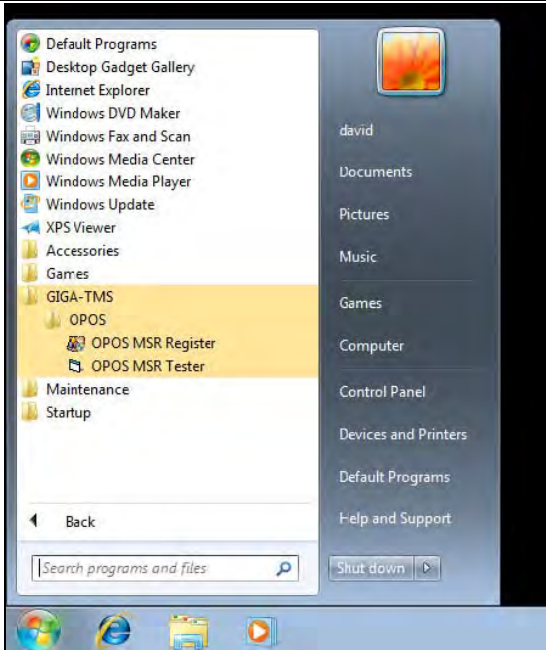 Default Programs
Desktop Gadget Gallery
Internet Explorer
Windows DVD Maker
Windows Fax and Scan
Windows Media Center
Windows Media Player
Windows Update
XPS Viewer
Accessories
Games
GIGA-TMS
OPOS
OPOS MSR Register
OPOS MSR Tester
Maintenance
Startup
Back
Search programs and files
david
Documents
Pictures
Music
Games
Computer
Control Panel
Devices and Printers
Default Programs
Help and Support
Shut down